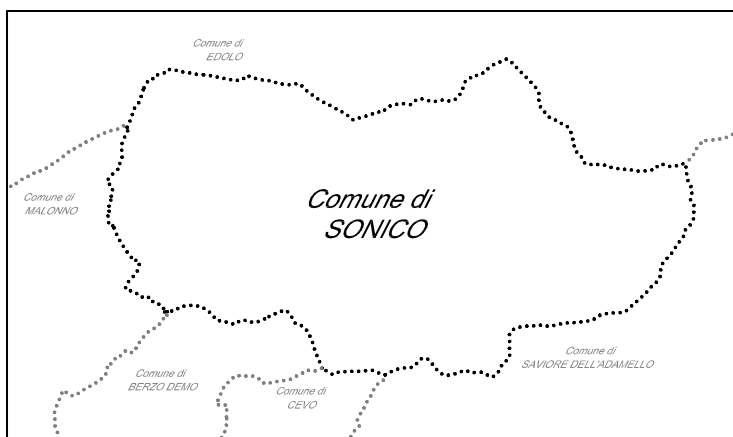 Comune di
EDOLO
Comune di
MALONNO
Comune di
SONICO
Comune di
SAVIORE DELL'ADAMELLO
Comune di
BERZO DEMO
Comune di
CEVO